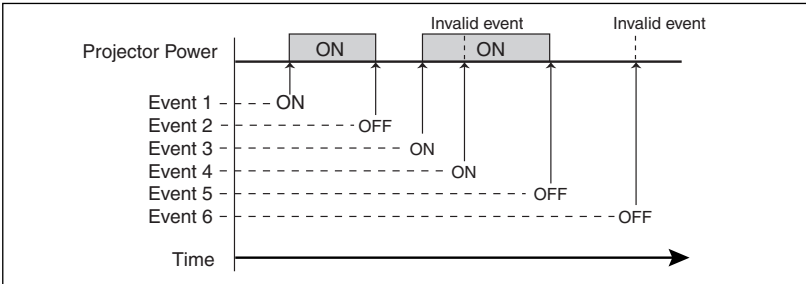 Invalid event Invalid event
Projector Power ON ON
Event 1 ON
Event 2 OFF
Event 3 ON
Event 4 ON
Event 5 OFF
Event 6 OFF
Time